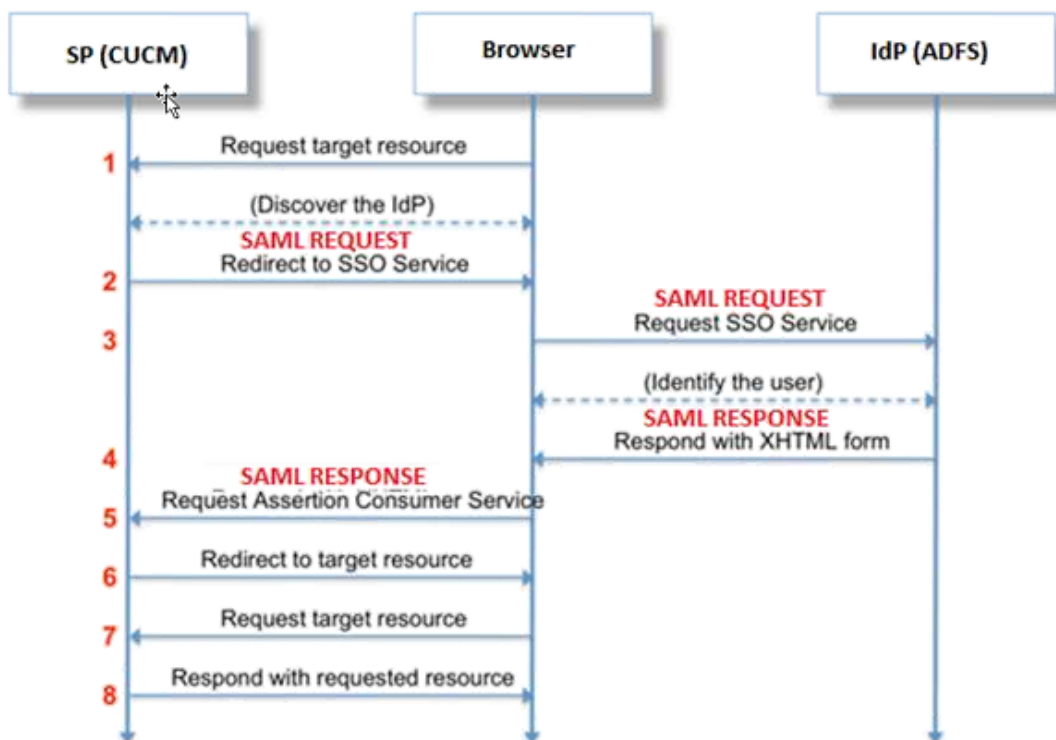 SP (CUCM)
Browser
IdP (ADFS)
1
Request target resource
(Discover the IdP)
SAML REQUEST
2
Redirect to SSO Service
SAML REQUEST
3
Request SSO Service
(Identify the user)
SAML RESPONSE
4
Respond with XHTML form
SAML RESPONSE
5
Request Assertion Consumer Service
6
Redirect to target resource
7
Request target resource
8
Respond with requested resource